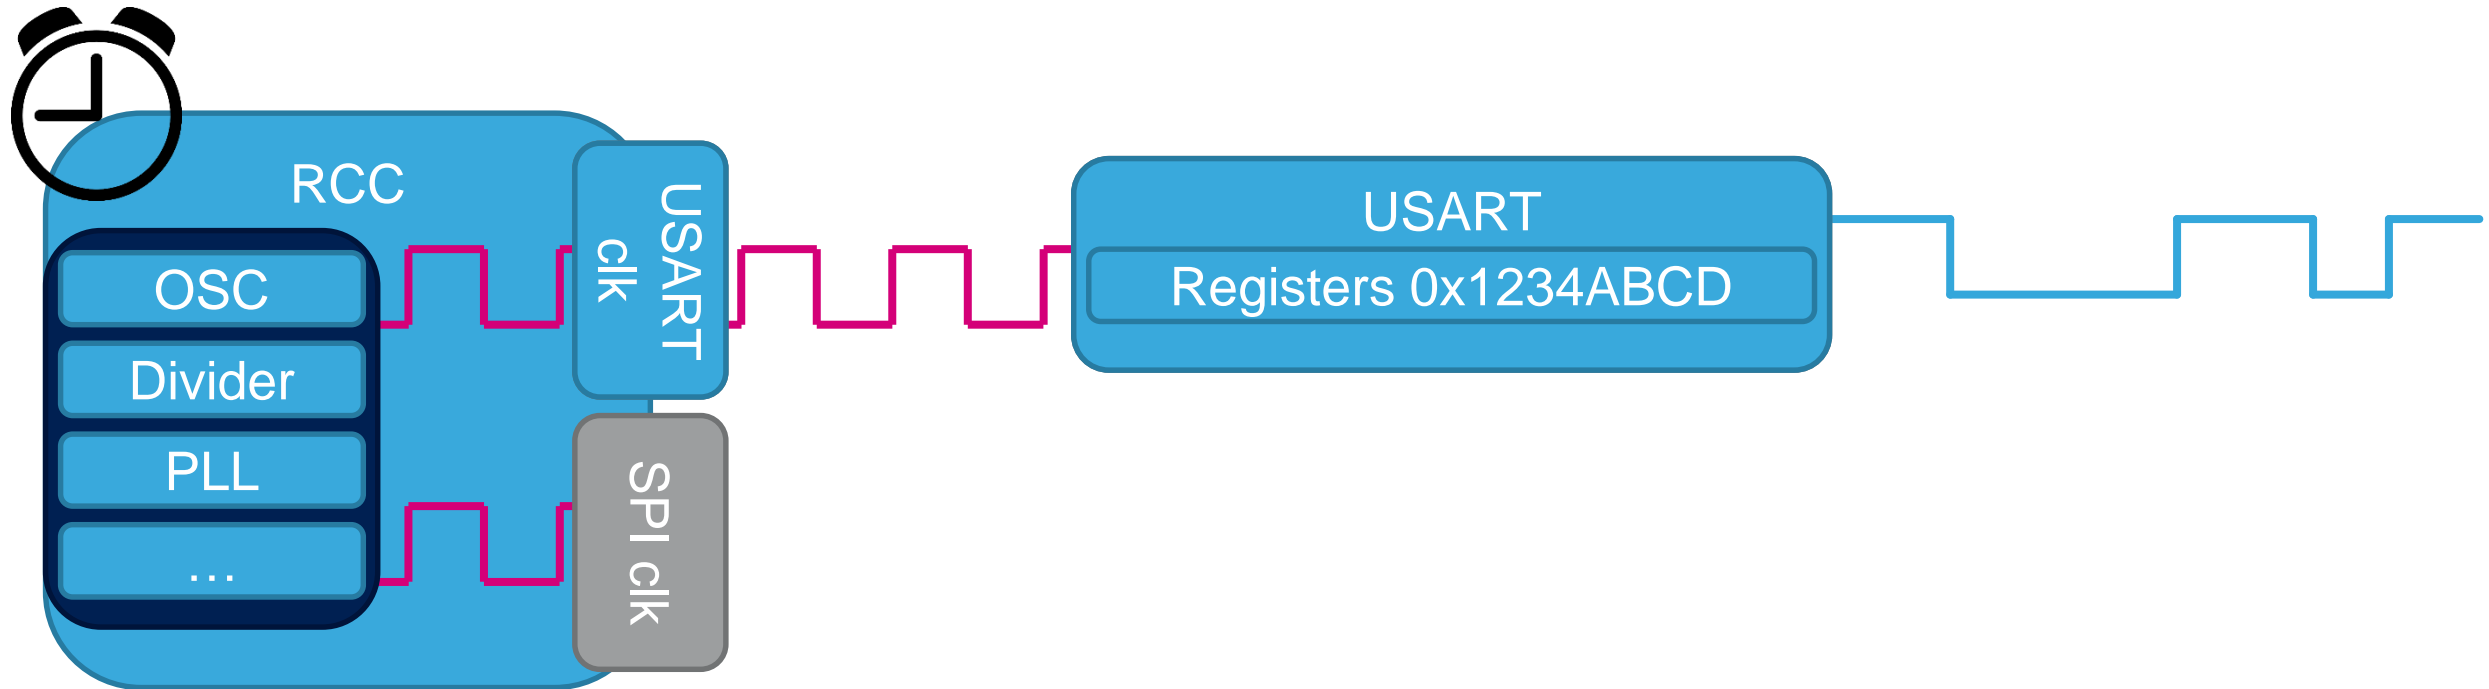 RCC
OSC
Divider
PLL
...
USART
clk
SPI clk
USART
Registers 0x1234ABCD